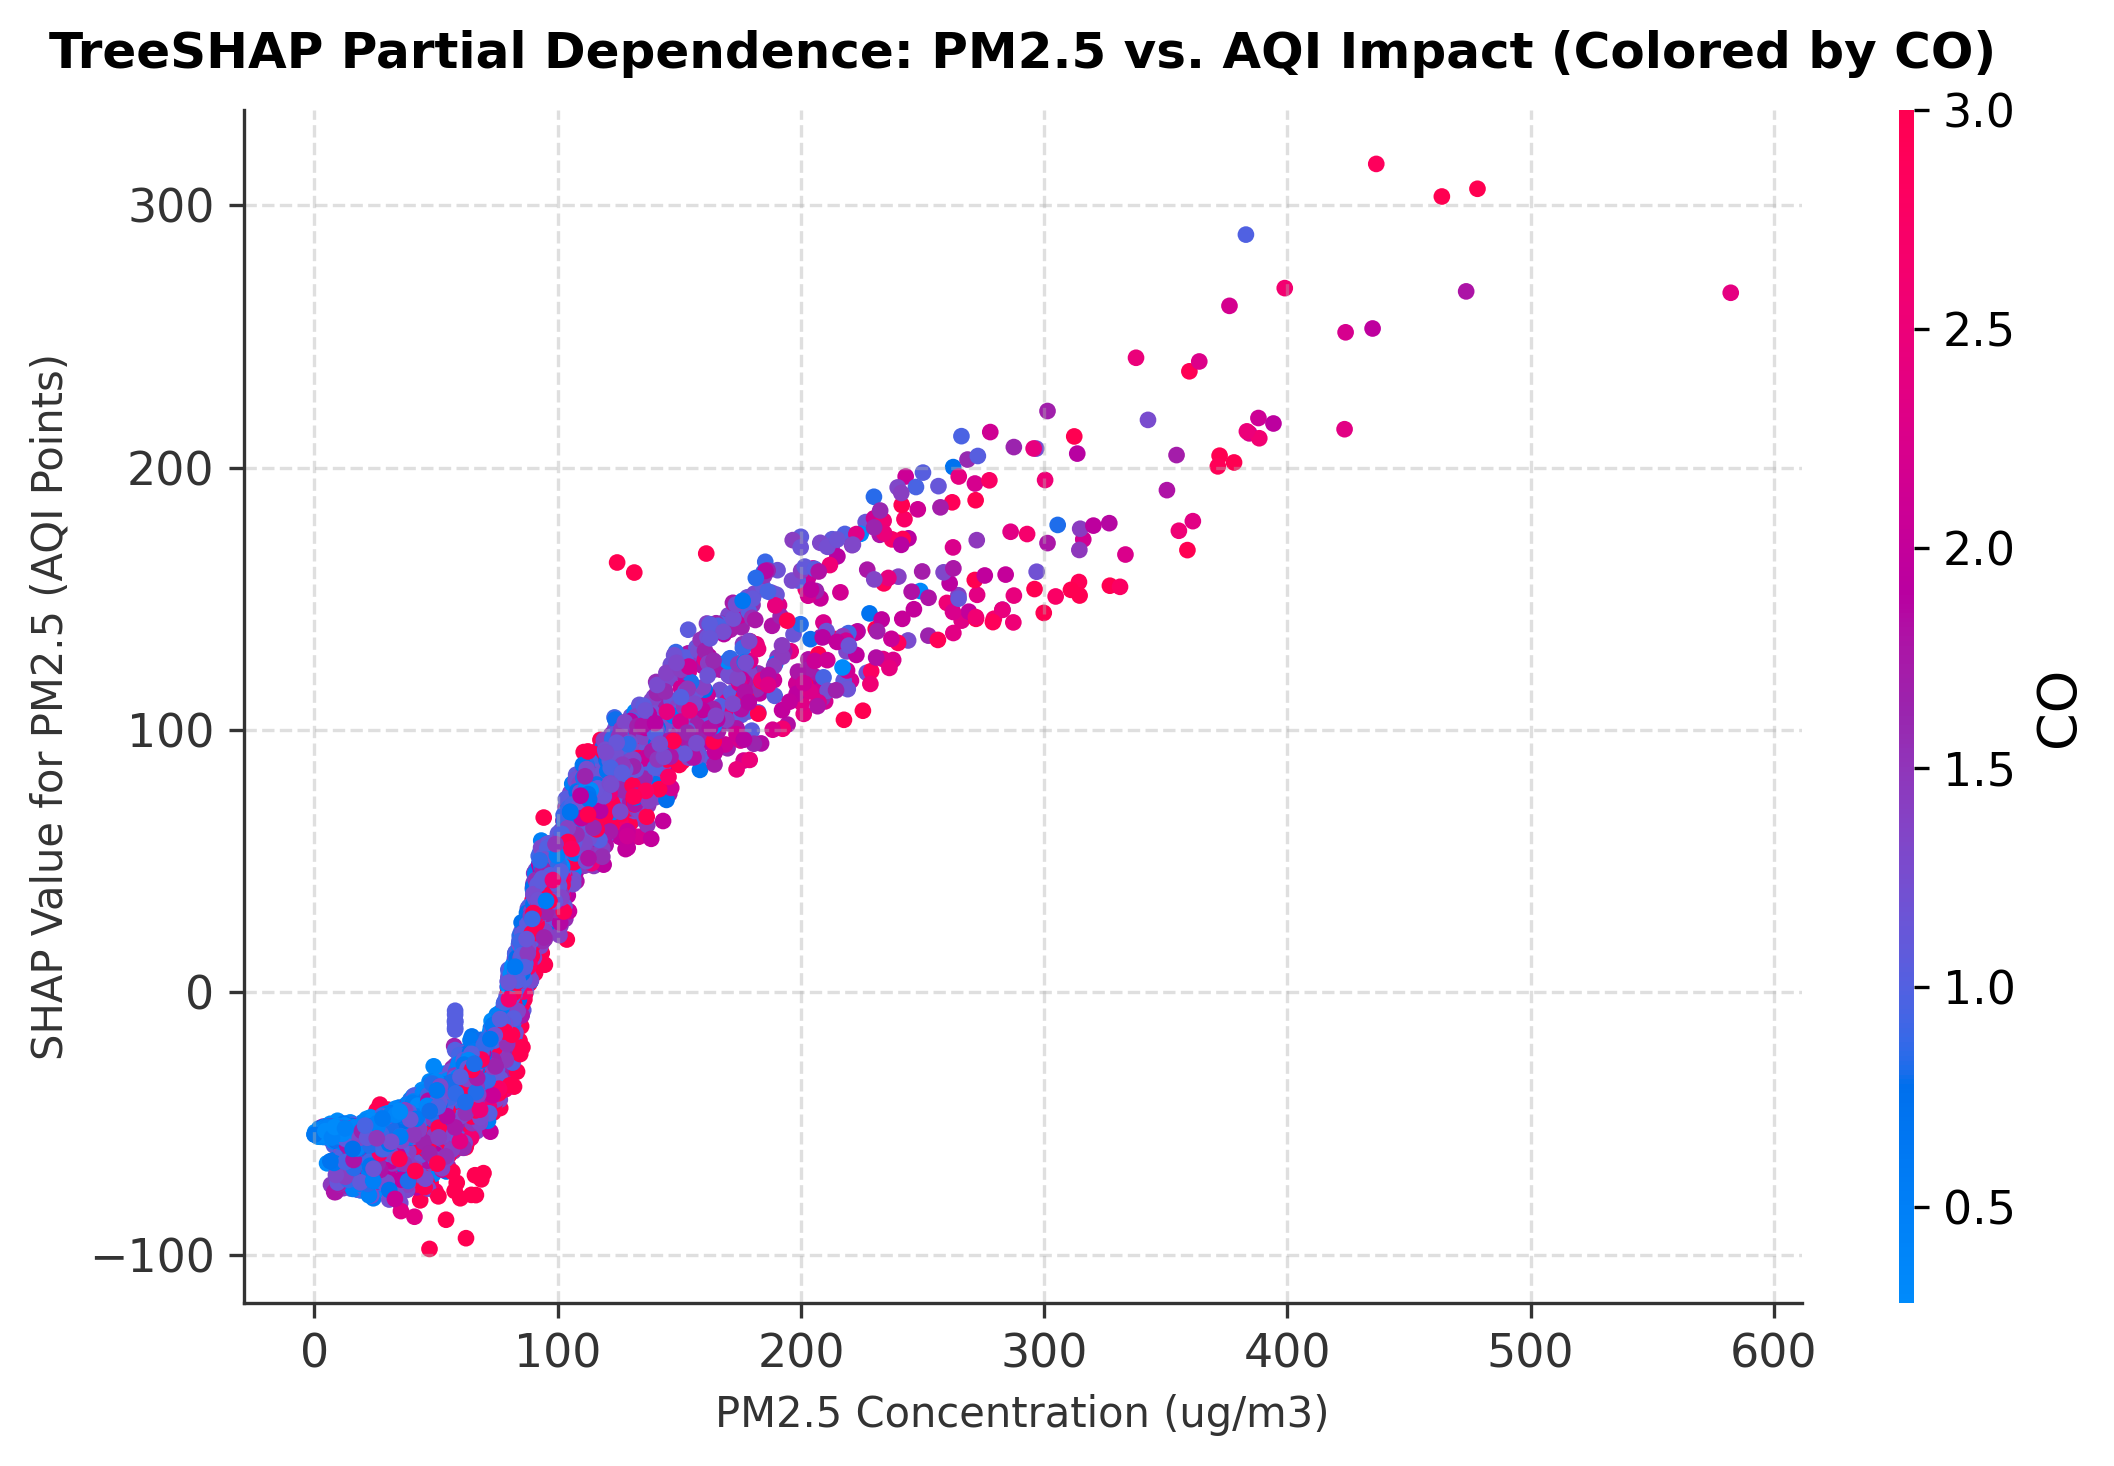 TreeSHAP Partial Dependence: PM2.5 vs. AQI Impact (Colored by CO)
SHAP Value for PM2.5 (AQI Points)
300
200
100
0
−100
0 100 200 300 400 500 600
PM2.5 Concentration (ug/m3)
3.0
2.5
2.0
1.5
1.0
0.5
CO